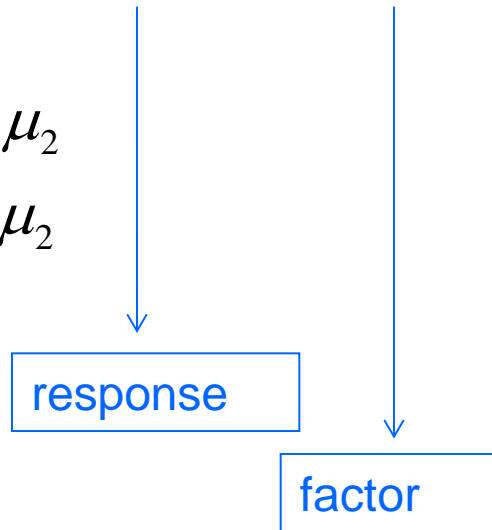 μ₂
μ₂
response
factor